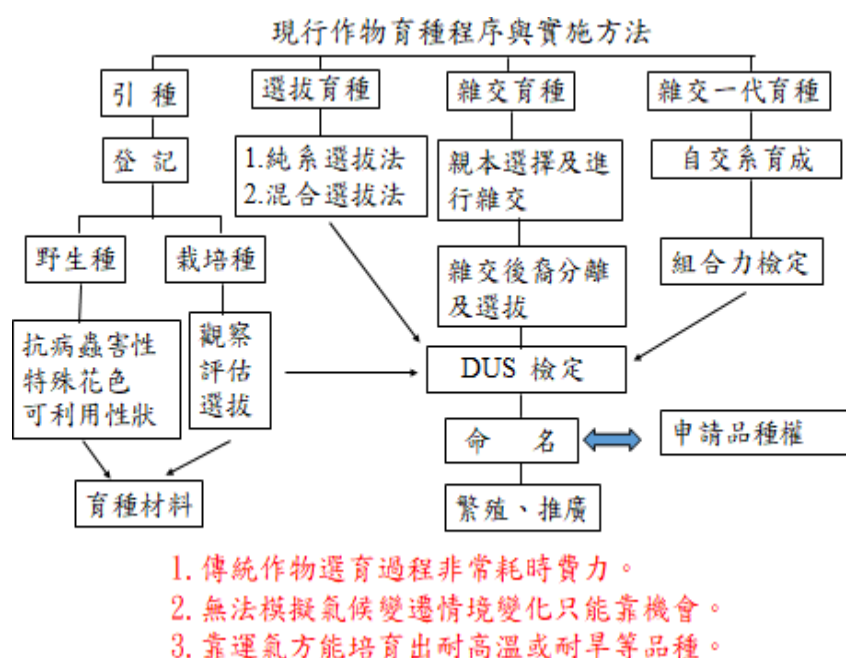 現行作物育種程序與實施方法
引 種
選拔育種
雜交育種
雜交一代育種
登 記
1.純系選拔法
2.混合選拔法
親本選擇及進
行雜交
自交系育成
野生種
栽培種
雜交後裔分離
及選拔
組合力檢定
抗病蟲害性
特殊花色
可利用性狀
觀察
評估
選拔
DUS 檢定
命 名
申請品種權
育種材料
繁殖、推廣
1.傳統作物選育過程非常耗時費力。
2.無法模擬氣候變遷情境變化只能靠機會。
3.靠運氣方能培育出耐高溫或耐旱等品種。